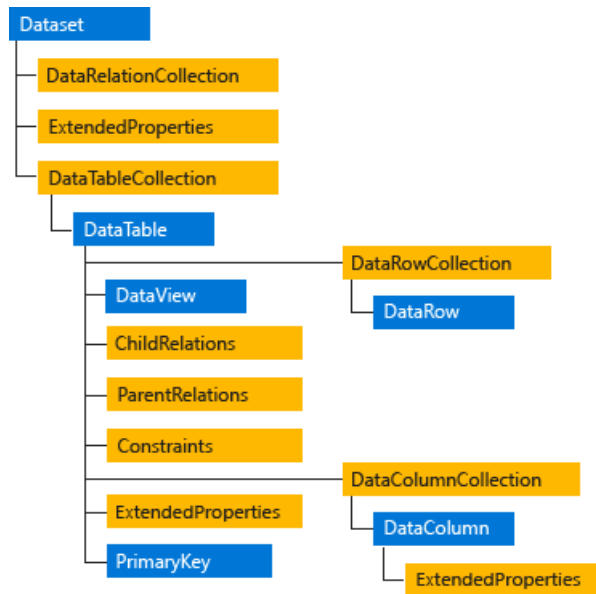 Dataset
DataRelationCollection
ExtendedProperties
DataTableCollection
DataTable
DataRowCollection
DataView
DataRow
ChildRelations
ParentRelations
Constraints
DataColumnCollection
ExtendedProperties
DataColumn
PrimaryKey
ExtendedProperties